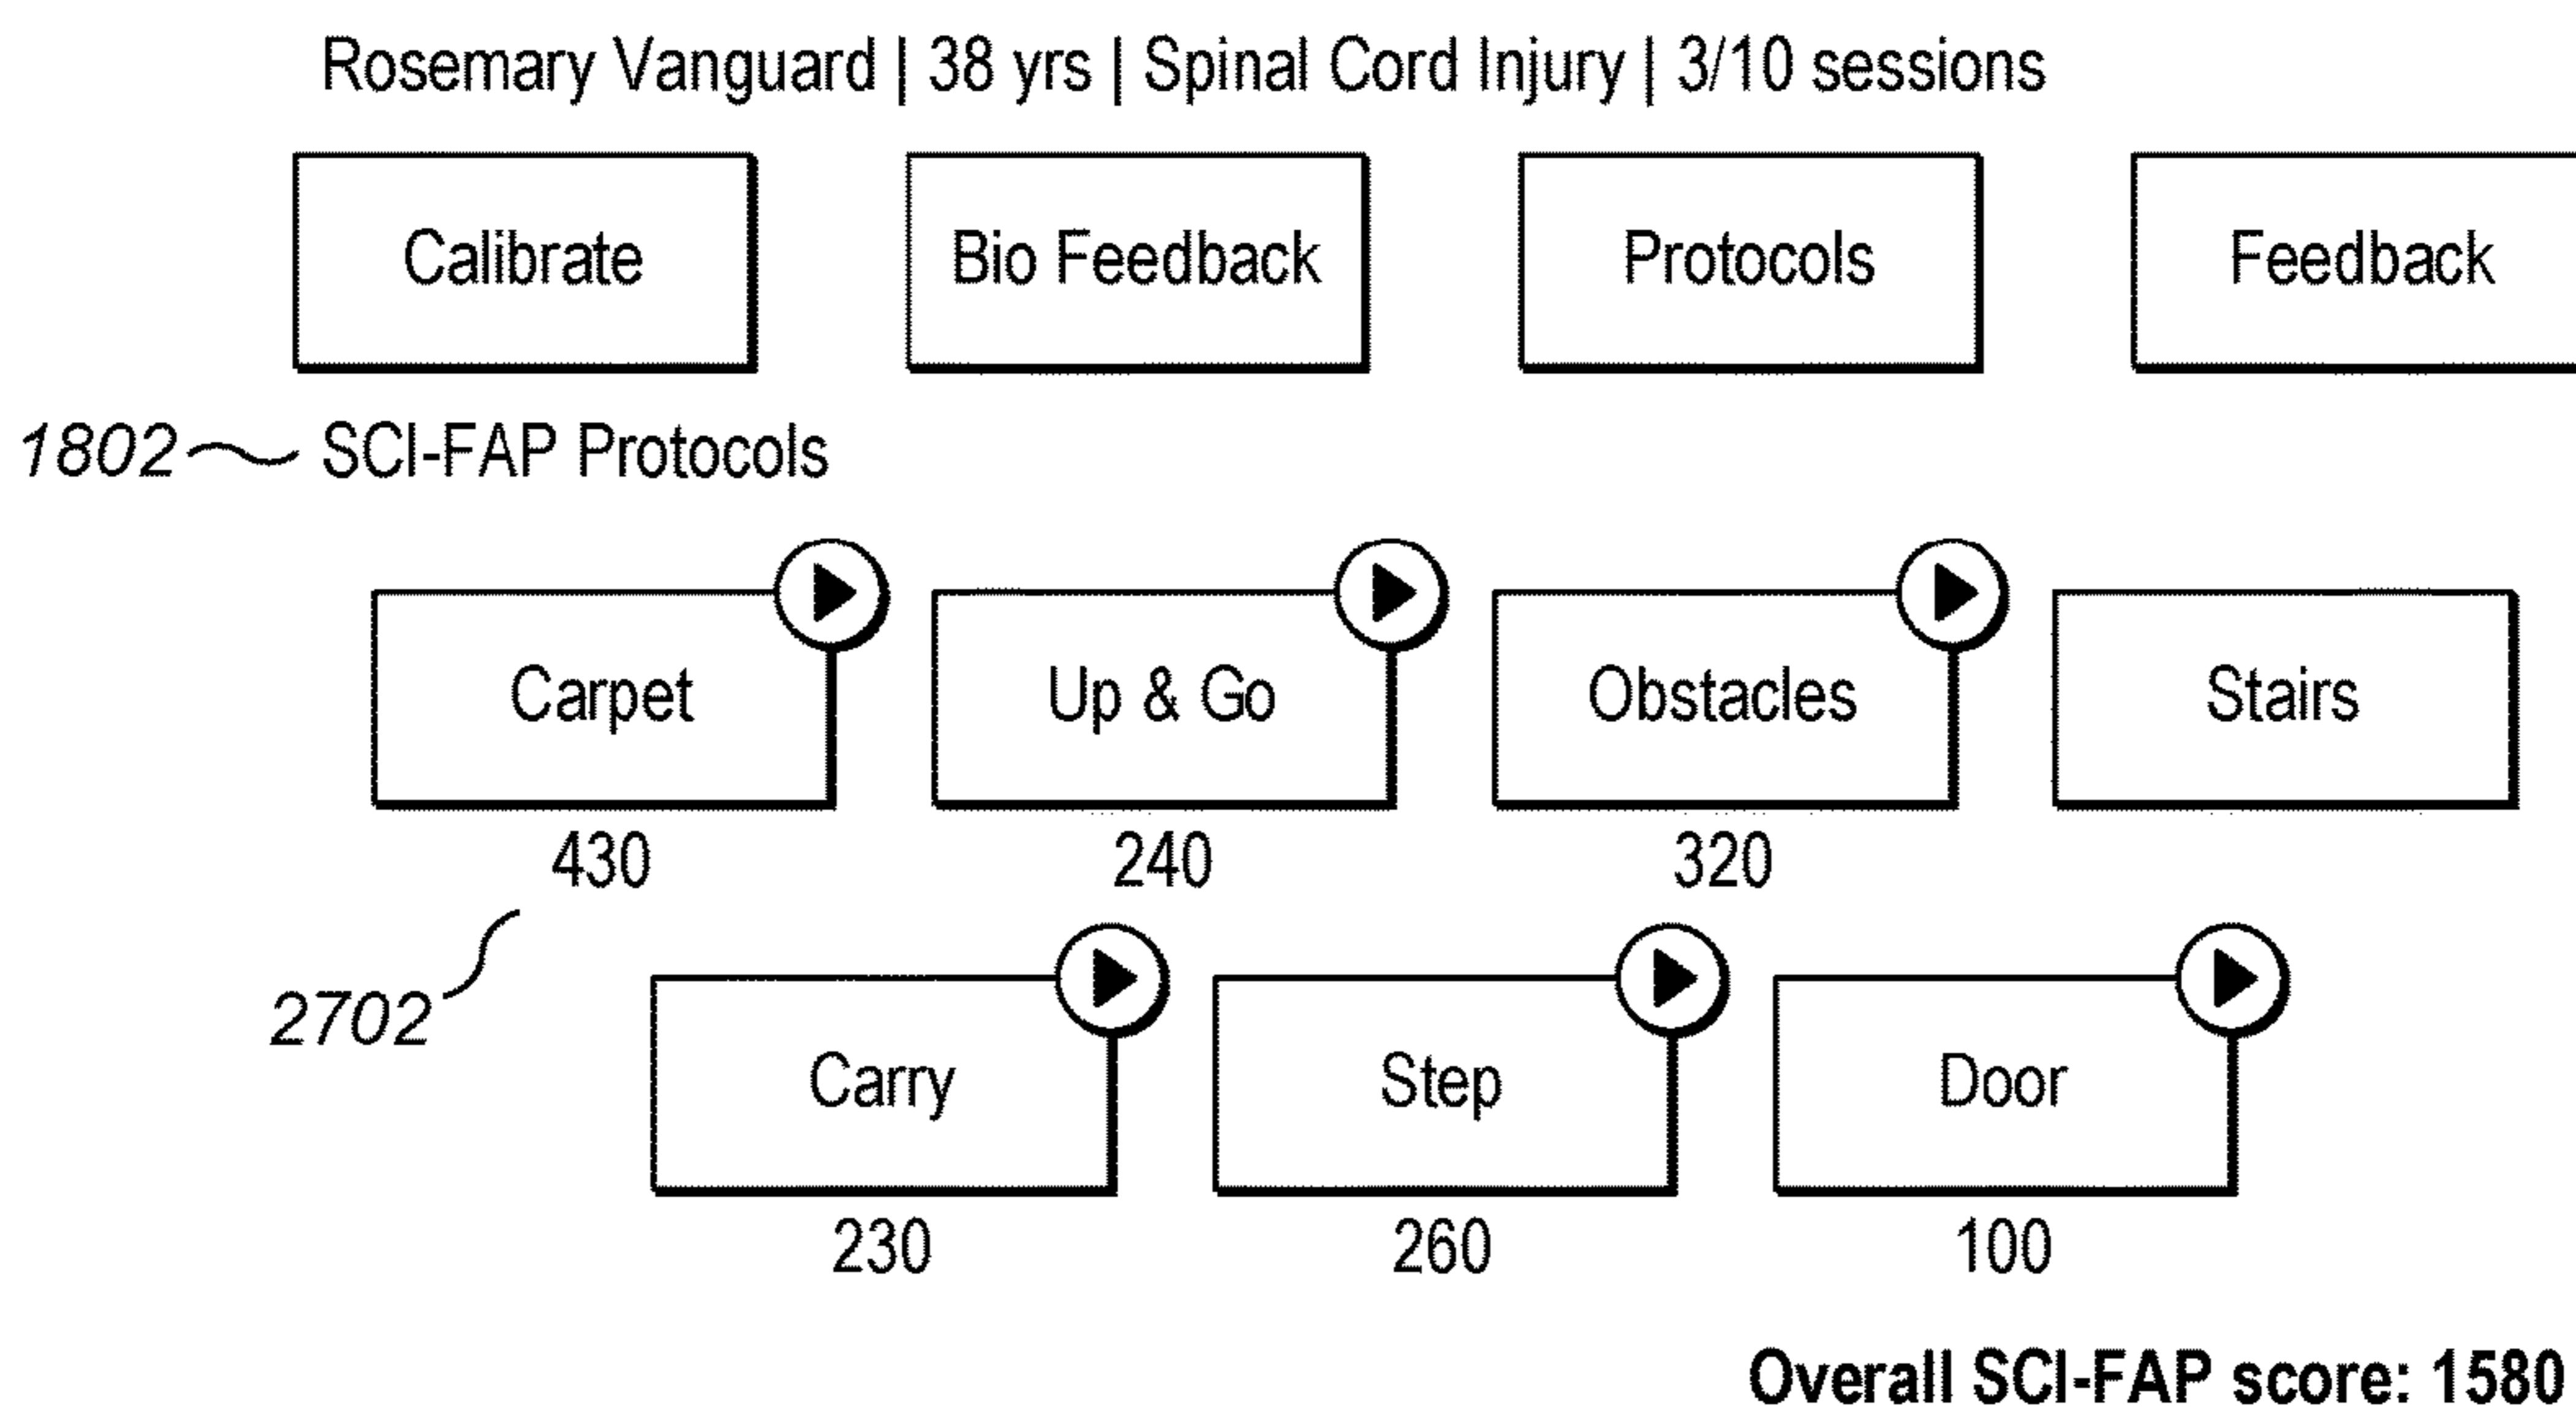 Rosemary Vanguard | 38 yrs | Spinal Cord Injury | 3/10 sessions
Calibrate Bio Feedback Protocols Feedback
1802 SCI-FAP Protocols
Carpet Up & Go Obstacles Stairs
430 240 320
2702
Carry Step Door
230 260 100
Overall SCI-FAP score: 1580